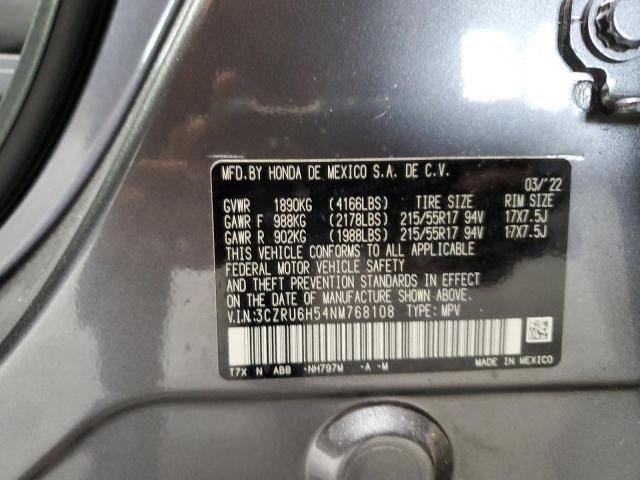 MFD.BY HONDA DE MEXICO S.A. DE C.V.
03/'22
GVWR 1890KG (4166LBS) TIRE SIZE RIM SIZE
GAWR F 988KG (2178LBS) 215/55R17 94V 17X7.5J
GAWR R 902KG (1988LBS) 215/55R17 94V 17X7.5J
THIS VEHICLE CONFORMS TO ALL APPLICABLE
FEDERAL MOTOR VEHICLE SAFETY
AND THEFT PREVENTION STANDARDS IN EFFECT
ON THE DATE OF MANUFACTURE SHOWN ABOVE.
V.I.N:3CZRU6H54NM768108 TYPE: MPV
T7X N AB8 -NH797M -A -M MADE IN MEXICO